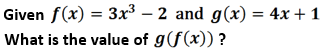 Given f(x) = 3x³ − 2 and g(x) = 4x + 1
What is the value of g(f(x)) ?